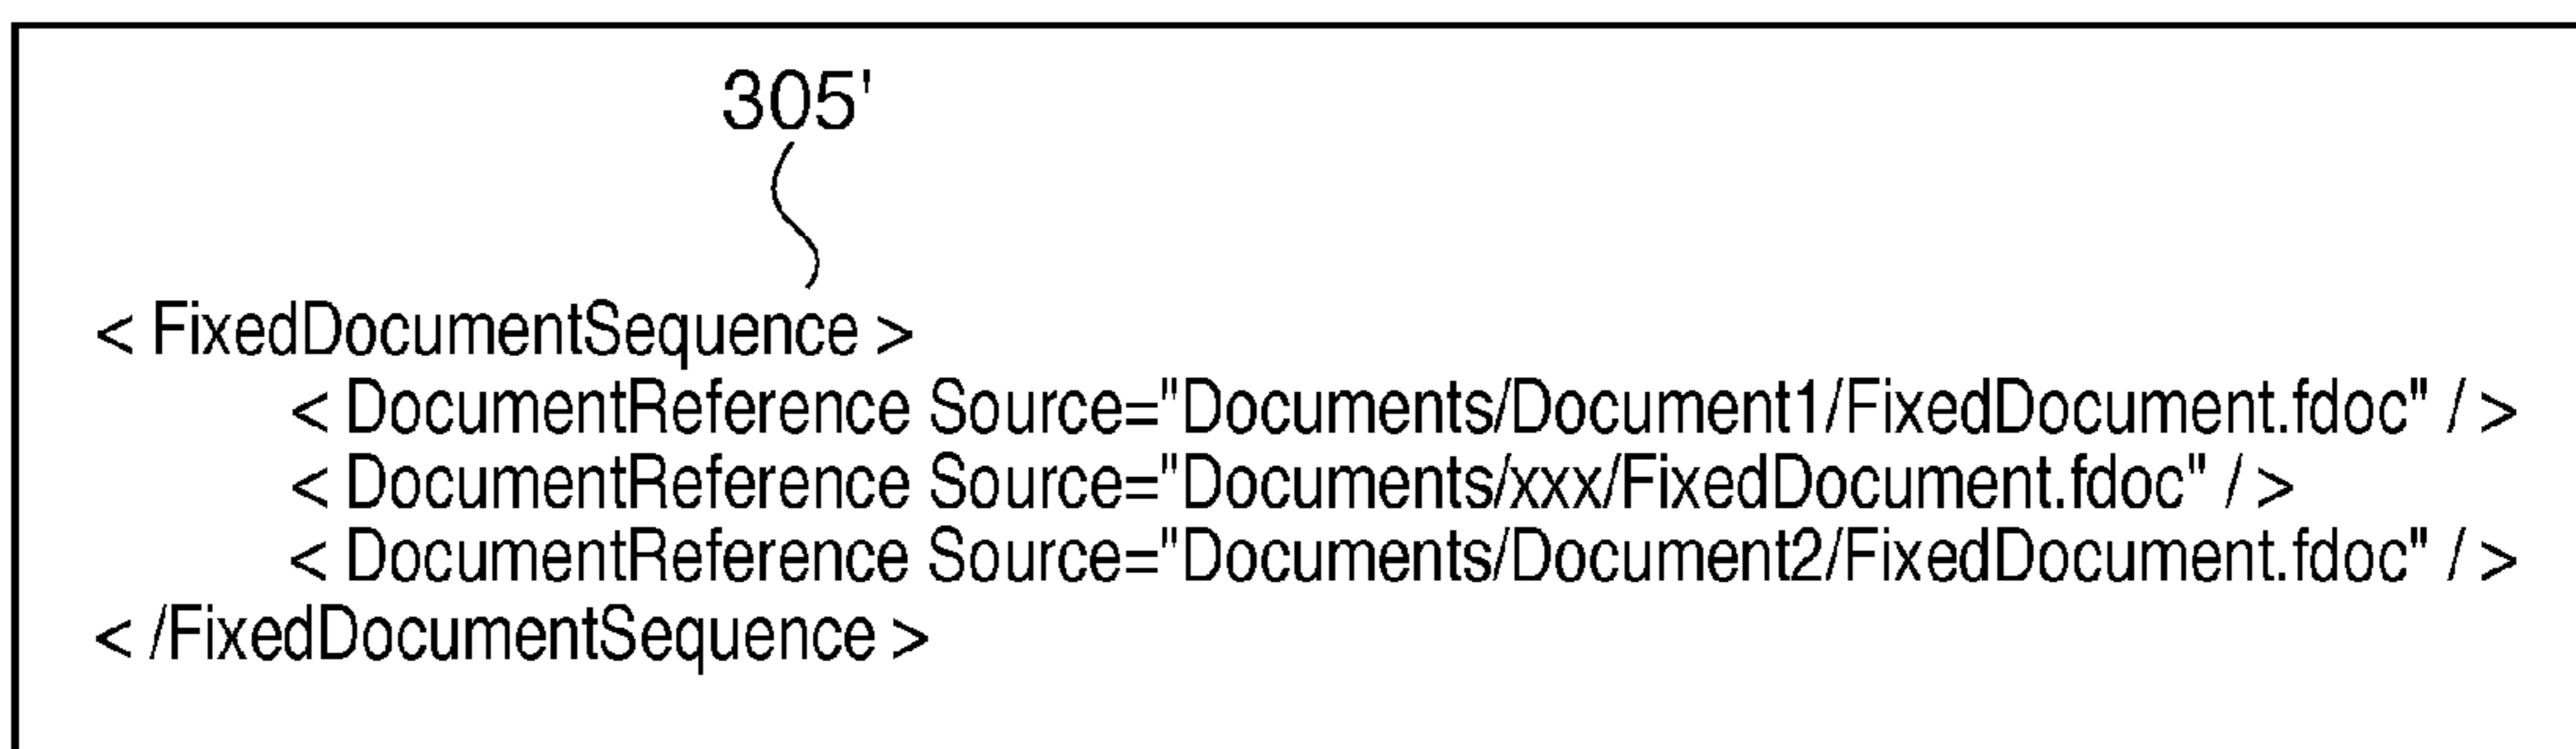 305'
< FixedDocumentSequence >
< DocumentReference Source="Documents/Document1/FixedDocument.fdoc" / >
< DocumentReference Source="Documents/xxx/FixedDocument.fdoc" / >
< DocumentReference Source="Documents/Document2/FixedDocument.fdoc" / >
< /FixedDocumentSequence >